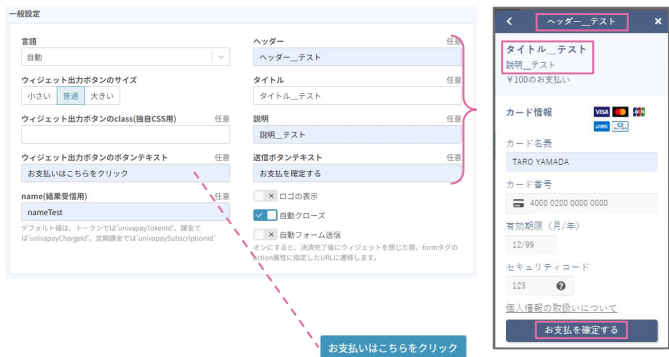 一般設定
言語
自動
ウィジェット出力ボタンのサイズ
小さい 普通 大きい
ウィジェット出力ボタンのclass(独自CSS用) 任意
ウィジェット出力ボタンのボタンテキスト 任意
お支払いはこちらをクリック
name(結果受信用) 任意
nameTest
デフォルト値は、トークンでは'univapayTokenId'、課金で
は'univapayChargeId'、定期課金では'univapaySubscriptionId'
ヘッダー 任意
ヘッダー__テスト
タイトル 任意
タイトル__テスト
説明 任意
説明__テスト
送信ボタンテキスト 任意
お支払を確定する
ロゴの表示
自動クローズ
自動フォーム送信
オンにすると、決済完了後にウィジェットを閉じた際、formタグの
action属性に指定したURLに遷移します。
お支払いはこちらをクリック
ヘッダー__テスト
タイトル__テスト
説明__テスト
¥100のお支払い
カード情報
VISA
カード名義
TARO YAMADA
カード番号
4000 0200 0000 0000
有効期限（月/年）
12/99
セキュリティコード
123
個人情報の取扱いについて
お支払を確定する